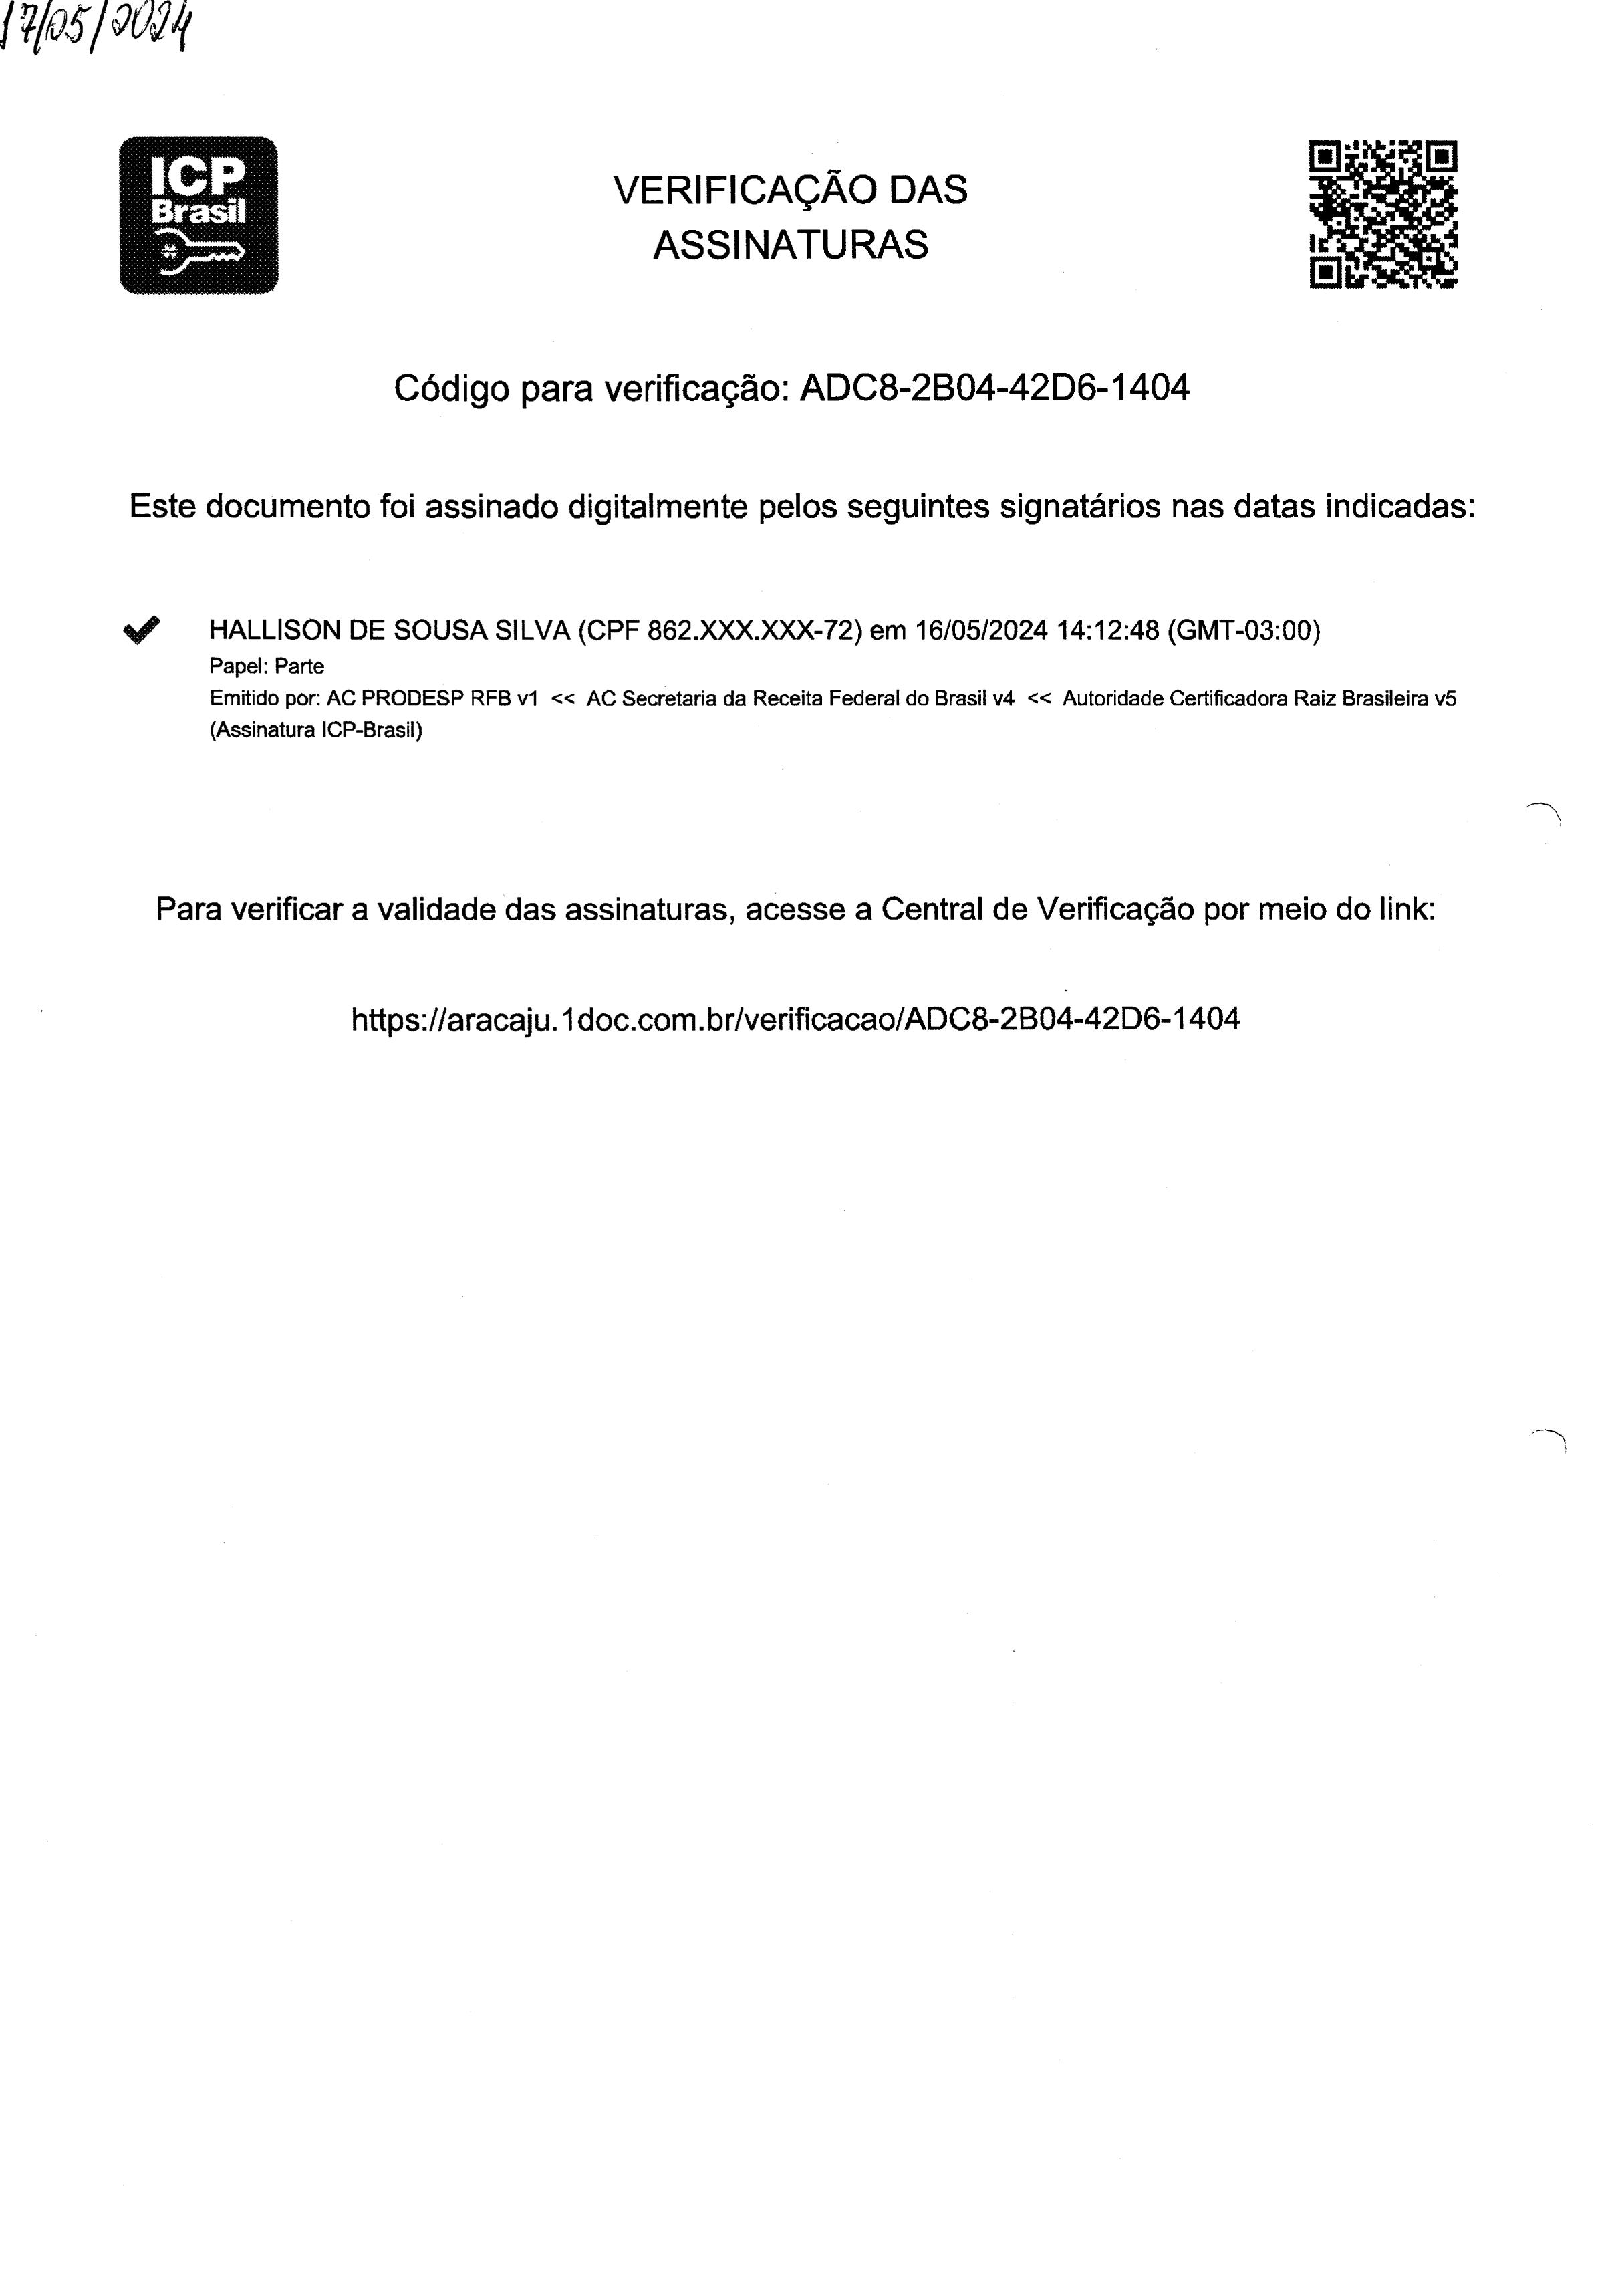 17/05/2024
ICP
Brasil
VERIFICAÇÃO DAS
ASSINATURAS
Código para verificação: ADC8-2B04-42D6-1404
Este documento foi assinado digitalmente pelos seguintes signatários nas datas indicadas:
HALLISON DE SOUSA SILVA (CPF 862.XXX.XXX-72) em 16/05/2024 14:12:48 (GMT-03:00)
Papel: Parte
Emitido por: AC PRODESP RFB v1 << AC Secretaria da Receita Federal do Brasil v4 << Autoridade Certificadora Raiz Brasileira v5
(Assinatura ICP-Brasil)
Para verificar a validade das assinaturas, acesse a Central de Verificação por meio do link:
https://aracaju.1doc.com.br/verificacao/ADC8-2B04-42D6-1404